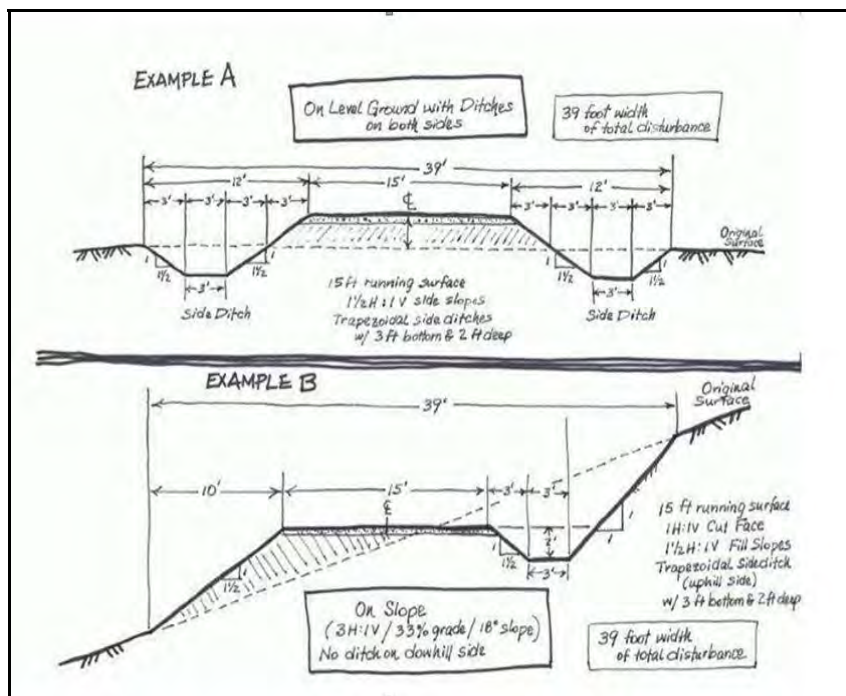 EXAMPLE A
On Level Ground with Ditches
on both sides
39 foot width
of total disturbance
39'
12'
15'
12'
3'
3'
3'
3'
℄
3'
3'
3'
3'
Original
Surface
1
1½
1
1½
1
1½
1
1½
3'
3'
Side Ditch
Side Ditch
15 ft running surface
1½H:1V side slopes
Trapezoidal side ditches
w/ 3 ft bottom & 2 ft deep
EXAMPLE B
Original
Surface
39'
10'
15'
3'
3'
℄
2'
1
1
1
1½
1
1½
3'
15 ft running surface
1H:1V Cut Face
1½H:1V Fill Slopes
Trapezoidal sideditch
(uphill side)
w/ 3 ft bottom & 2 ft deep
On Slope
(3H:1V / 33% grade / 18° slope)
No ditch on dowhill side
39 foot width
of total disturbance